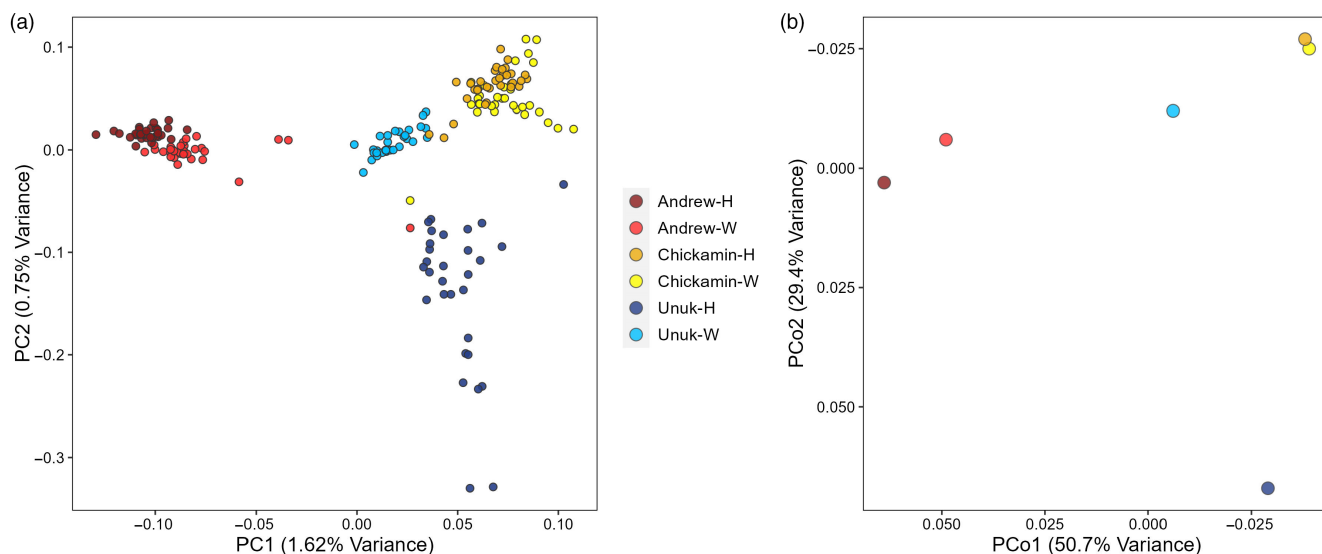 (a)
0.1
0.0
−0.1
−0.2
−0.3
PC2 (0.75% Variance)
−0.10
−0.05
0.00
0.05
0.10
PC1 (1.62% Variance)
Andrew-H
Andrew-W
Chickamin-H
Chickamin-W
Unuk-H
Unuk-W
(b)
−0.025
0.000
0.025
0.050
PCo2 (29.4% Variance)
0.050
0.025
0.000
−0.025
PCo1 (50.7% Variance)